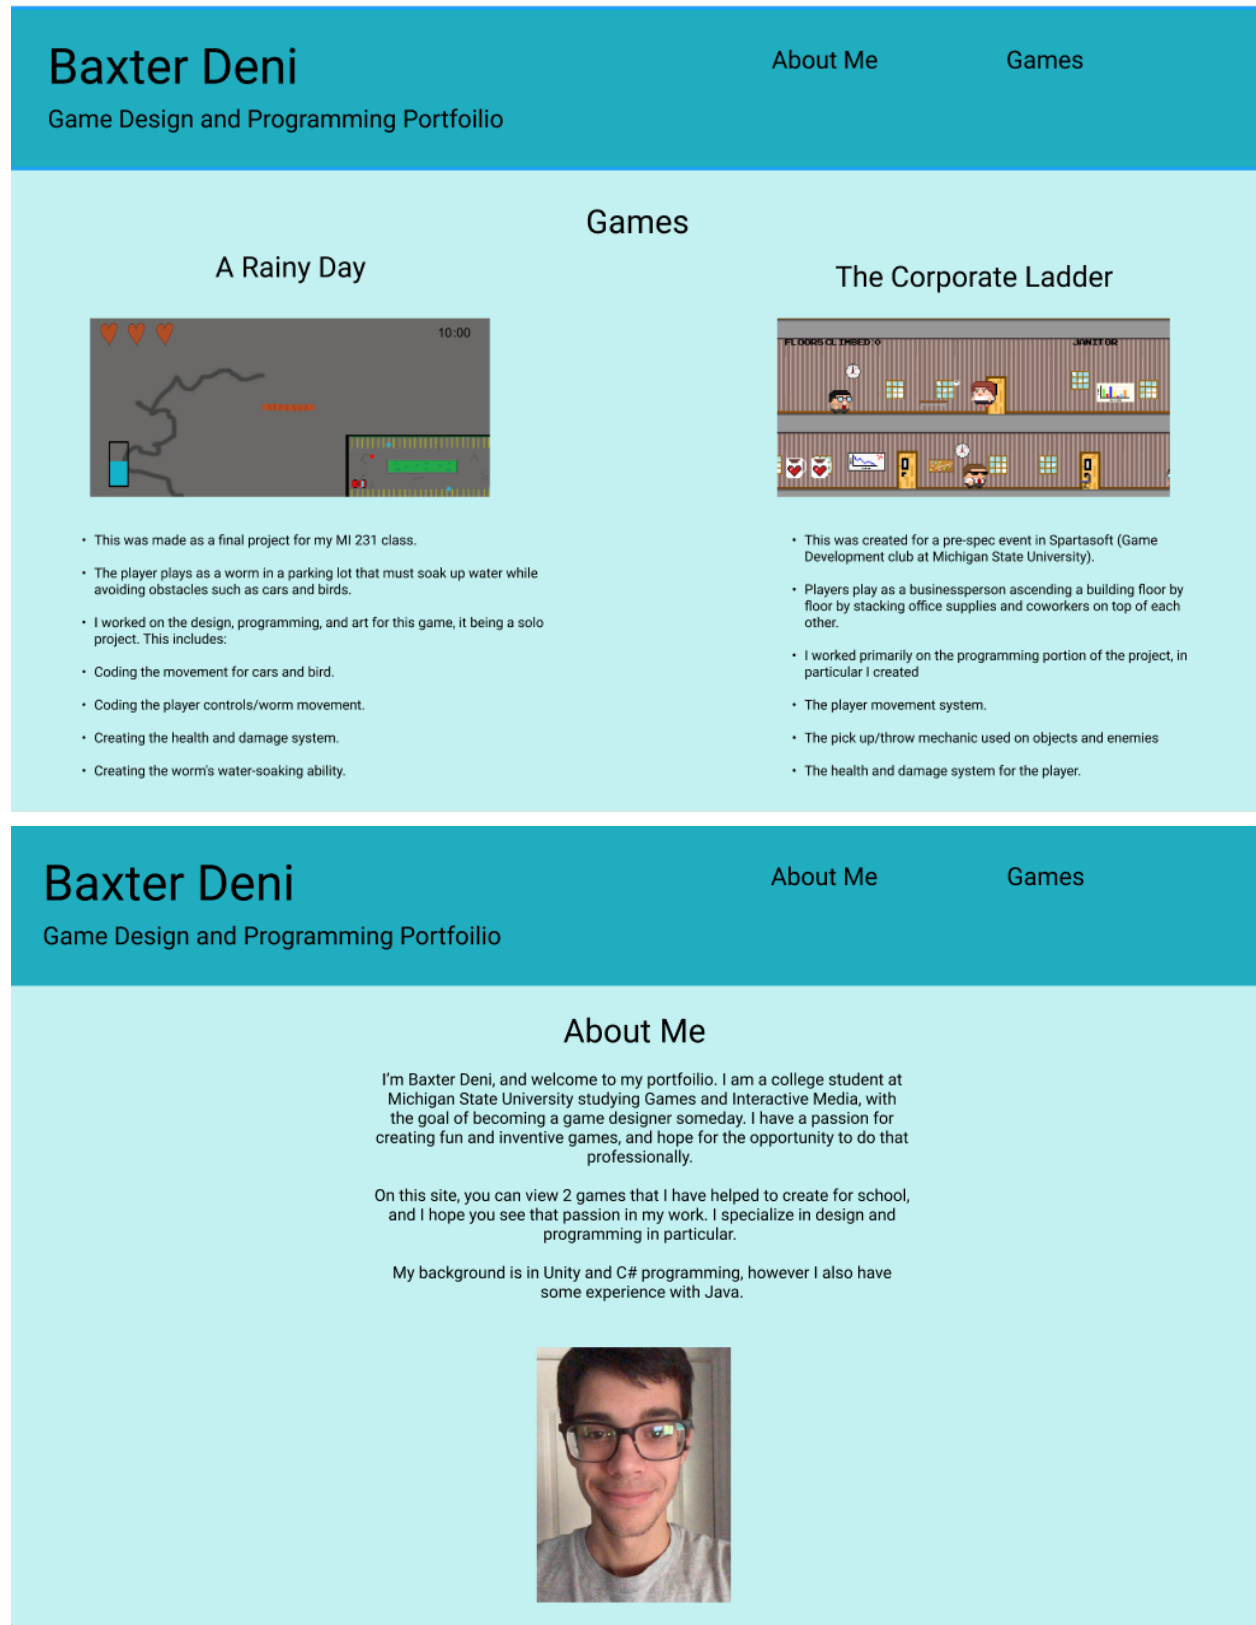 Baxter Deni
Game Design and Programming Portfoilio
About Me
Games
Games
A Rainy Day
10:00
• This was made as a final project for my MI 231 class.
• The player plays as a worm in a parking lot that must soak up water while
avoiding obstacles such as cars and birds.
• I worked on the design, programming, and art for this game, it being a solo
project. This includes:
• Coding the movement for cars and bird.
• Coding the player controls/worm movement.
• Creating the health and damage system.
• Creating the worm's water-soaking ability.
The Corporate Ladder
FLOORS CLIMBED:0
JANITOR
• This was created for a pre-spec event in Spartasoft (Game
Development club at Michigan State University).
• Players play as a businessperson ascending a building floor by
floor by stacking office supplies and coworkers on top of each
other.
• I worked primarily on the programming portion of the project, in
particular I created
• The player movement system.
• The pick up/throw mechanic used on objects and enemies
• The health and damage system for the player.
Baxter Deni
Game Design and Programming Portfoilio
About Me
Games
About Me
I'm Baxter Deni, and welcome to my portfoilio. I am a college student at
Michigan State University studying Games and Interactive Media, with
the goal of becoming a game designer someday. I have a passion for
creating fun and inventive games, and hope for the opportunity to do that
professionally.
On this site, you can view 2 games that I have helped to create for school,
and I hope you see that passion in my work. I specialize in design and
programming in particular.
My background is in Unity and C# programming, however I also have
some experience with Java.